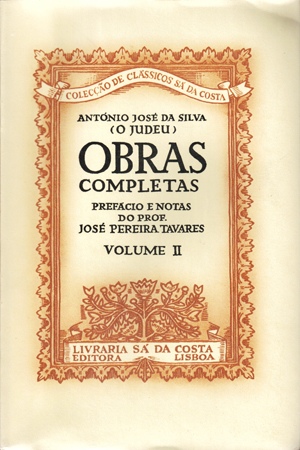 COLECÇÃO DE CLÁSSICOS SÁ DA COSTA
ANTÓNIO JOSÉ DA SILVA
(O JUDEU)
OBRAS
COMPLETAS
PREFÁCIO E NOTAS
DO PROF.
JOSÉ PEREIRA TAVARES
VOLUME II
LIVRARIA SÁ DA COSTA
EDITORA LISBOA